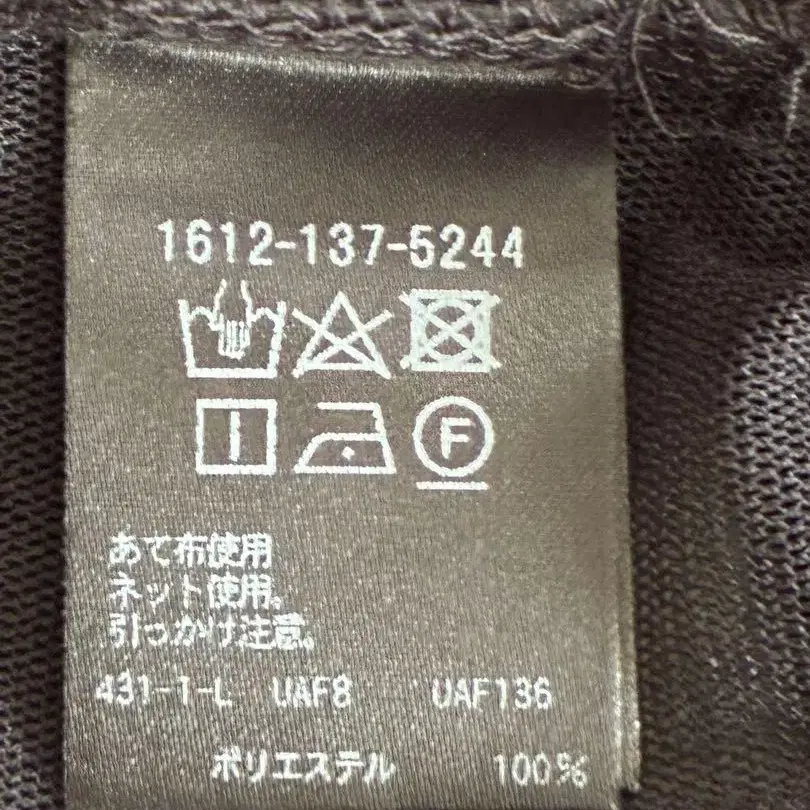 1612-137-5244
F
あて布使用
ネット使用。
引っかけ注意。
431-1-L UAF8 UAF136
ポリエステル 100%